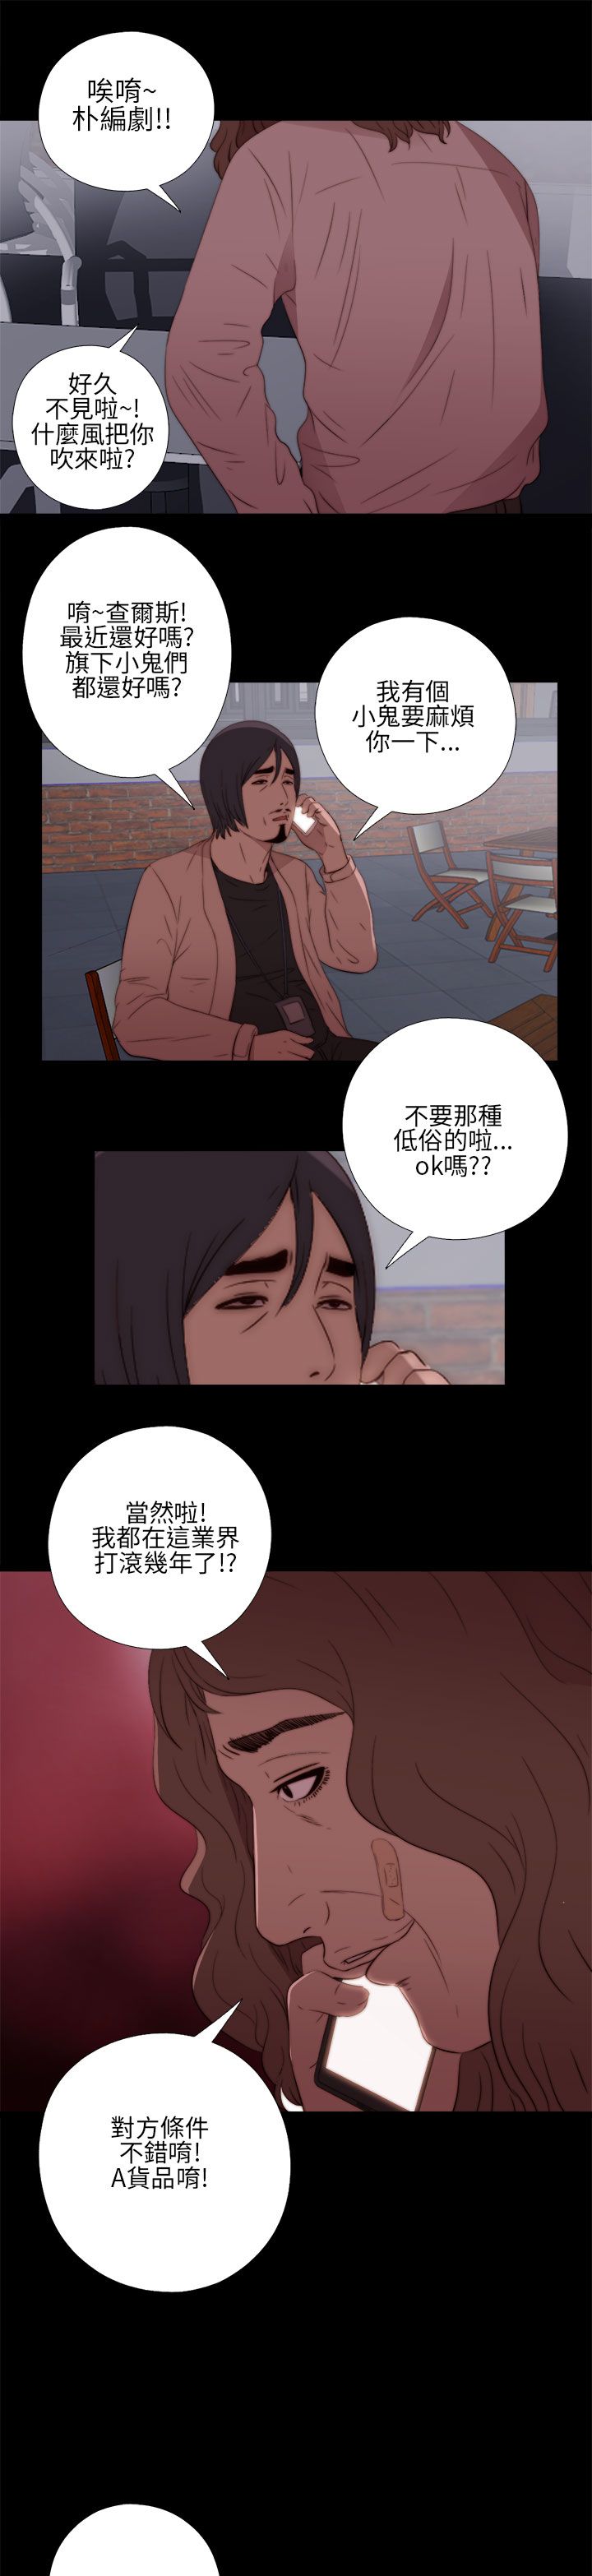 唉唷~
朴編劇!!
好久
不見啦~!
什麼風把你
吹來啦?
唷~查爾斯!
最近還好嗎?
旗下小鬼們
都還好嗎?
我有個
小鬼要麻煩
你一下...
不要那種
低俗的啦...
ok嗎??
當然啦!
我都在這業界
打滾幾年了!?
對方條件
不錯唷!
A貨品唷!